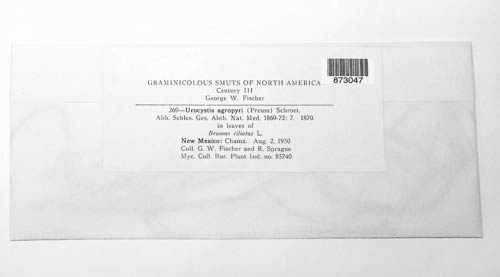 873047
GRAMINICOLOUS SMUTS OF NORTH AMERICA
Century III
George W. Fischer
269—Urocystis agropyri (Preuss) Schroet.
Abh. Schles. Ges. Abth. Nat. Med. 1869-72: 7. 1870.
in leaves of
Bromus ciliatus L.
New Mexico: Chama. Aug. 2, 1950
Coll. G. W. Fischer and R. Sprague
Myc. Coll. Bur. Plant Ind. no. 85740